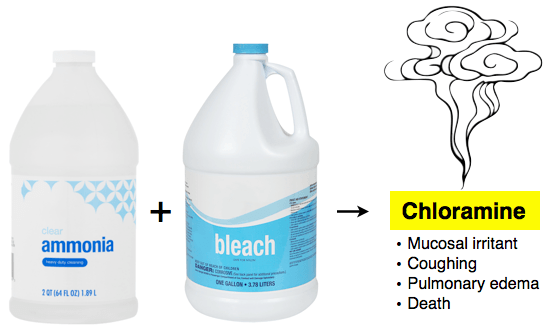 clear
ammonia
heavy duty cleaning
2 QT (64 FL OZ) 1.89 L
+
bleach
KEEP OUT OF REACH OF CHILDREN
DANGER: CORROSIVE
ONE GALLON • 3.78 LITERS
→
Chloramine
• Mucosal irritant
• Coughing
• Pulmonary edema
• Death